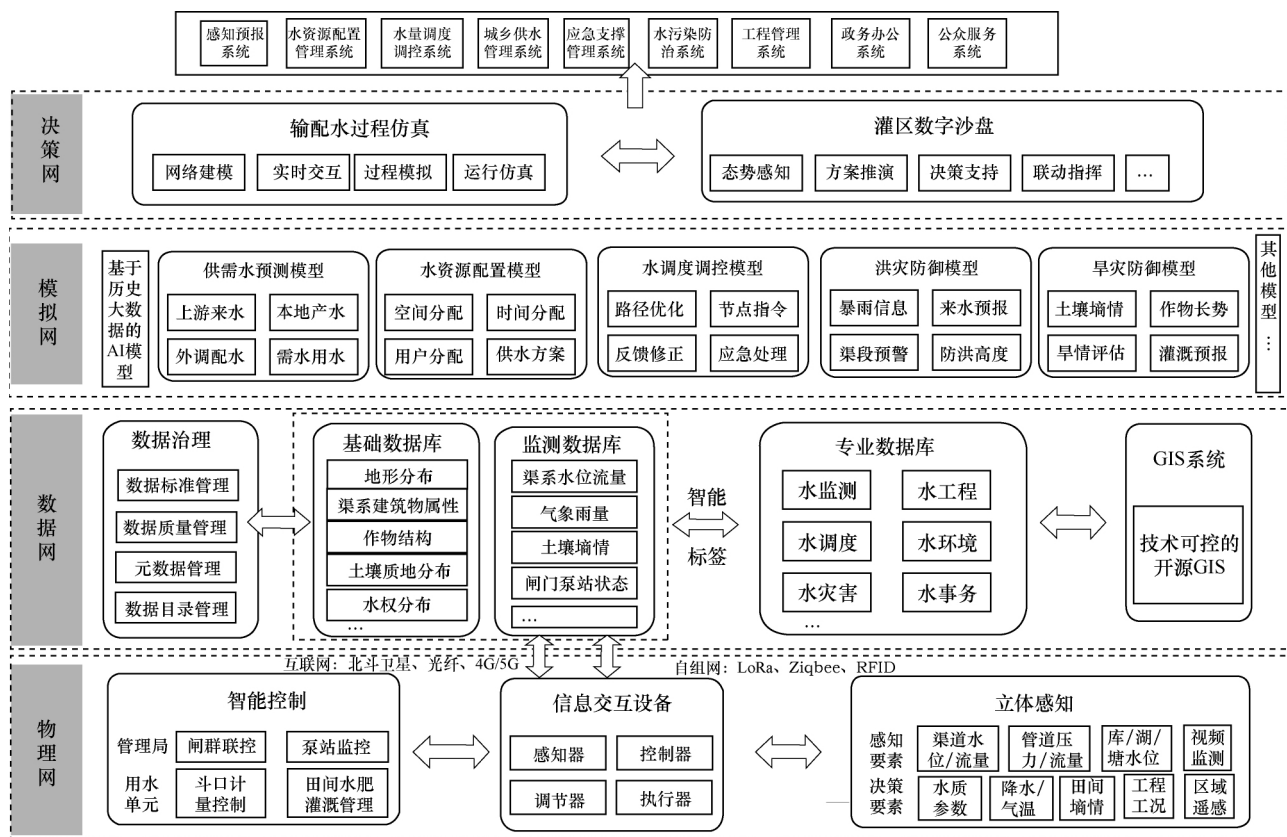 感知预报
系统
水资源配置
管理系统
水量调度
调控系统
城乡供水
管理系统
应急支撑
管理系统
水污染防
治系统
工程管理
系统
政务办公
系统
公众服务
系统
决
策
网
输配水过程仿真
网络建模
实时交互
过程模拟
运行仿真
灌区数字沙盘
态势感知
方案推演
决策支持
联动指挥
…
模
拟
网
基于
历史
大数
据的
AI模
型
供需水预测模型
上游来水
本地产水
外调配水
需水用水
水资源配置模型
空间分配
时间分配
用户分配
供水方案
水调度调控模型
路径优化
节点指令
反馈修正
应急处理
洪灾防御模型
暴雨信息
来水预报
渠段预警
防洪高度
旱灾防御模型
土壤墒情
作物长势
旱情评估
灌溉预报
其
他
模
型
…
数
据
网
数据治理
数据标准管理
数据质量管理
元数据管理
数据目录管理
基础数据库
地形分布
渠系建筑物属性
作物结构
土壤质地分布
水权分布
…
监测数据库
渠系水位流量
气象雨量
土壤墒情
闸门泵站状态
…
智能
标签
专业数据库
水监测
水工程
水调度
水环境
水灾害
水事务
…
GIS系统
技术可控的
开源GIS
互联网：北斗卫星、光纤、4G/5G
自组网：LoRa、Ziqbee、RFID
物
理
网
智能控制
管理局
闸群联控
泵站监控
用水
单元
斗口计
量控制
田间水肥
灌溉管理
信息交互设备
感知器
控制器
调节器
执行器
立体感知
感知
要素
渠道水
位/流量
管道压
力/流量
库/湖/
塘水位
视频
监测
决策
要素
水质
参数
降水/
气温
田间
墒情
工程
工况
区域
遥感